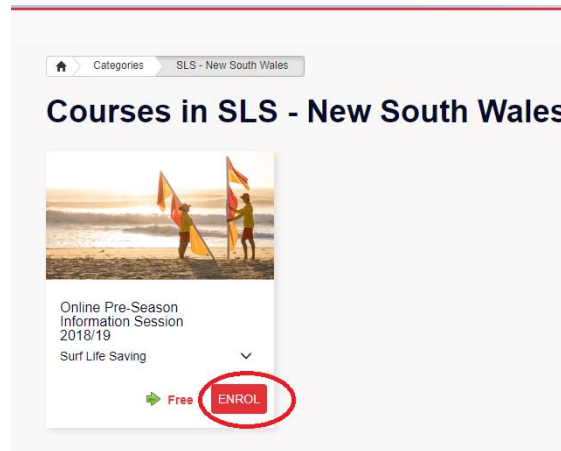 Categories SLS - New South Wales
Courses in SLS - New South Wales
Online Pre-Season
Information Session
2018/19
Surf Life Saving
Free ENROL